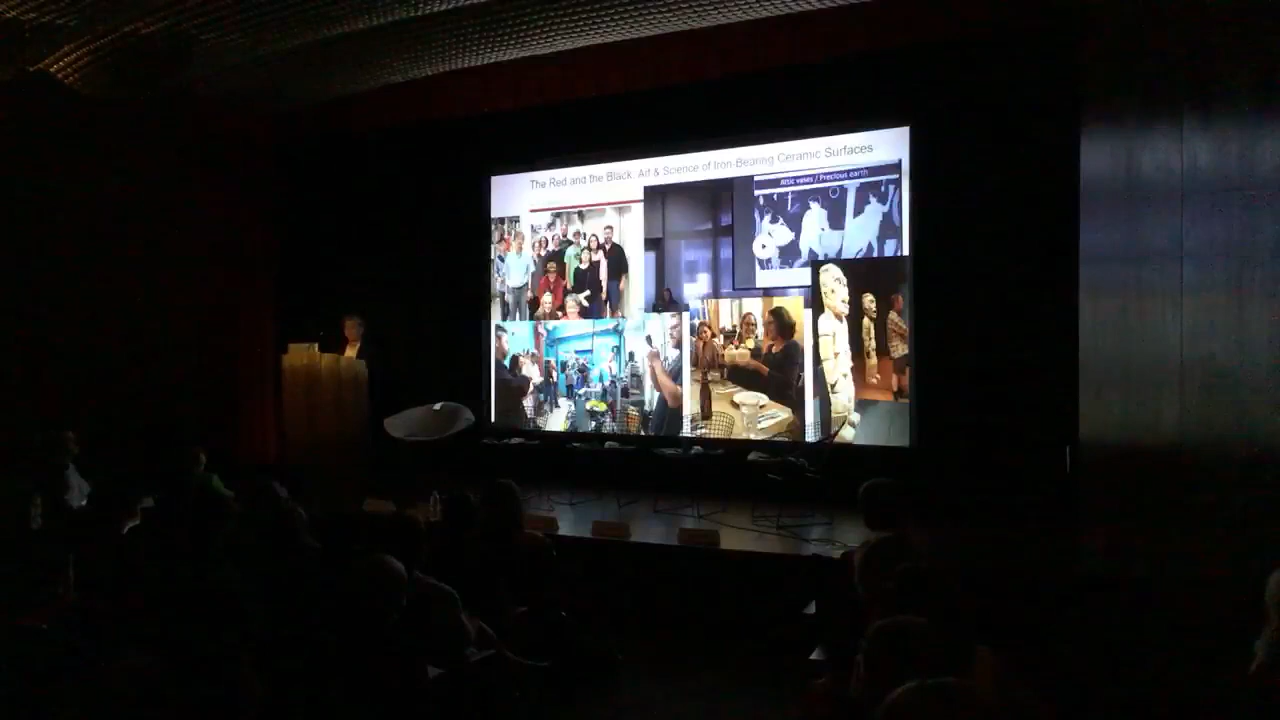 The Red and the Black: Art & Science of Iron-Bearing Ceramic Surfaces
Attic vases / Precious earth